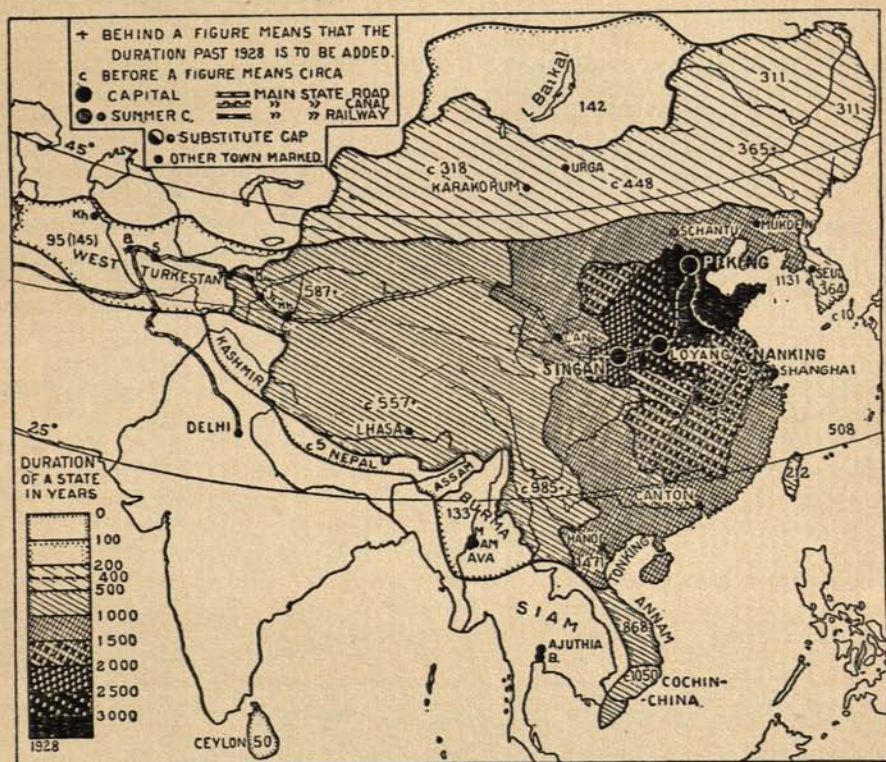 + BEHIND A FIGURE MEANS THAT THE
DURATION PAST 1928 IS TO BE ADDED.
c BEFORE A FIGURE MEANS CIRCA
CAPITAL MAIN STATE ROAD
» » CANAL
SUMMER C. » » RAILWAY
SUBSTITUTE CAP
OTHER TOWN MARKED.
45°
L. Baikal
142
311
311
365+
c 318
URGA
KARAKORUM
c 448
Kh
95 (145)
WEST
B
S
TURKESTAN
587+
KASHMIR
SCHANTU
MUKDEN
PEKING
1131
SEUL
364
c 10
LOYANG
NANKING
SINGAN
SHANGHAI
c 557+
LHASA
25°
DELHI
c 5 NEPAL
ASSAM
508
DURATION
OF A STATE
IN YEARS
0
100
200
400
500
1000
1500
2000
2500
3000
1928
c 985+
CANTON
212
133
BURMA
M
AM
AVA
HANOI
1471
TONKING
SIAM
ANNAM
868
AJUTHIA
B.
c1050
COCHIN-
-CHINA
CEYLON 50